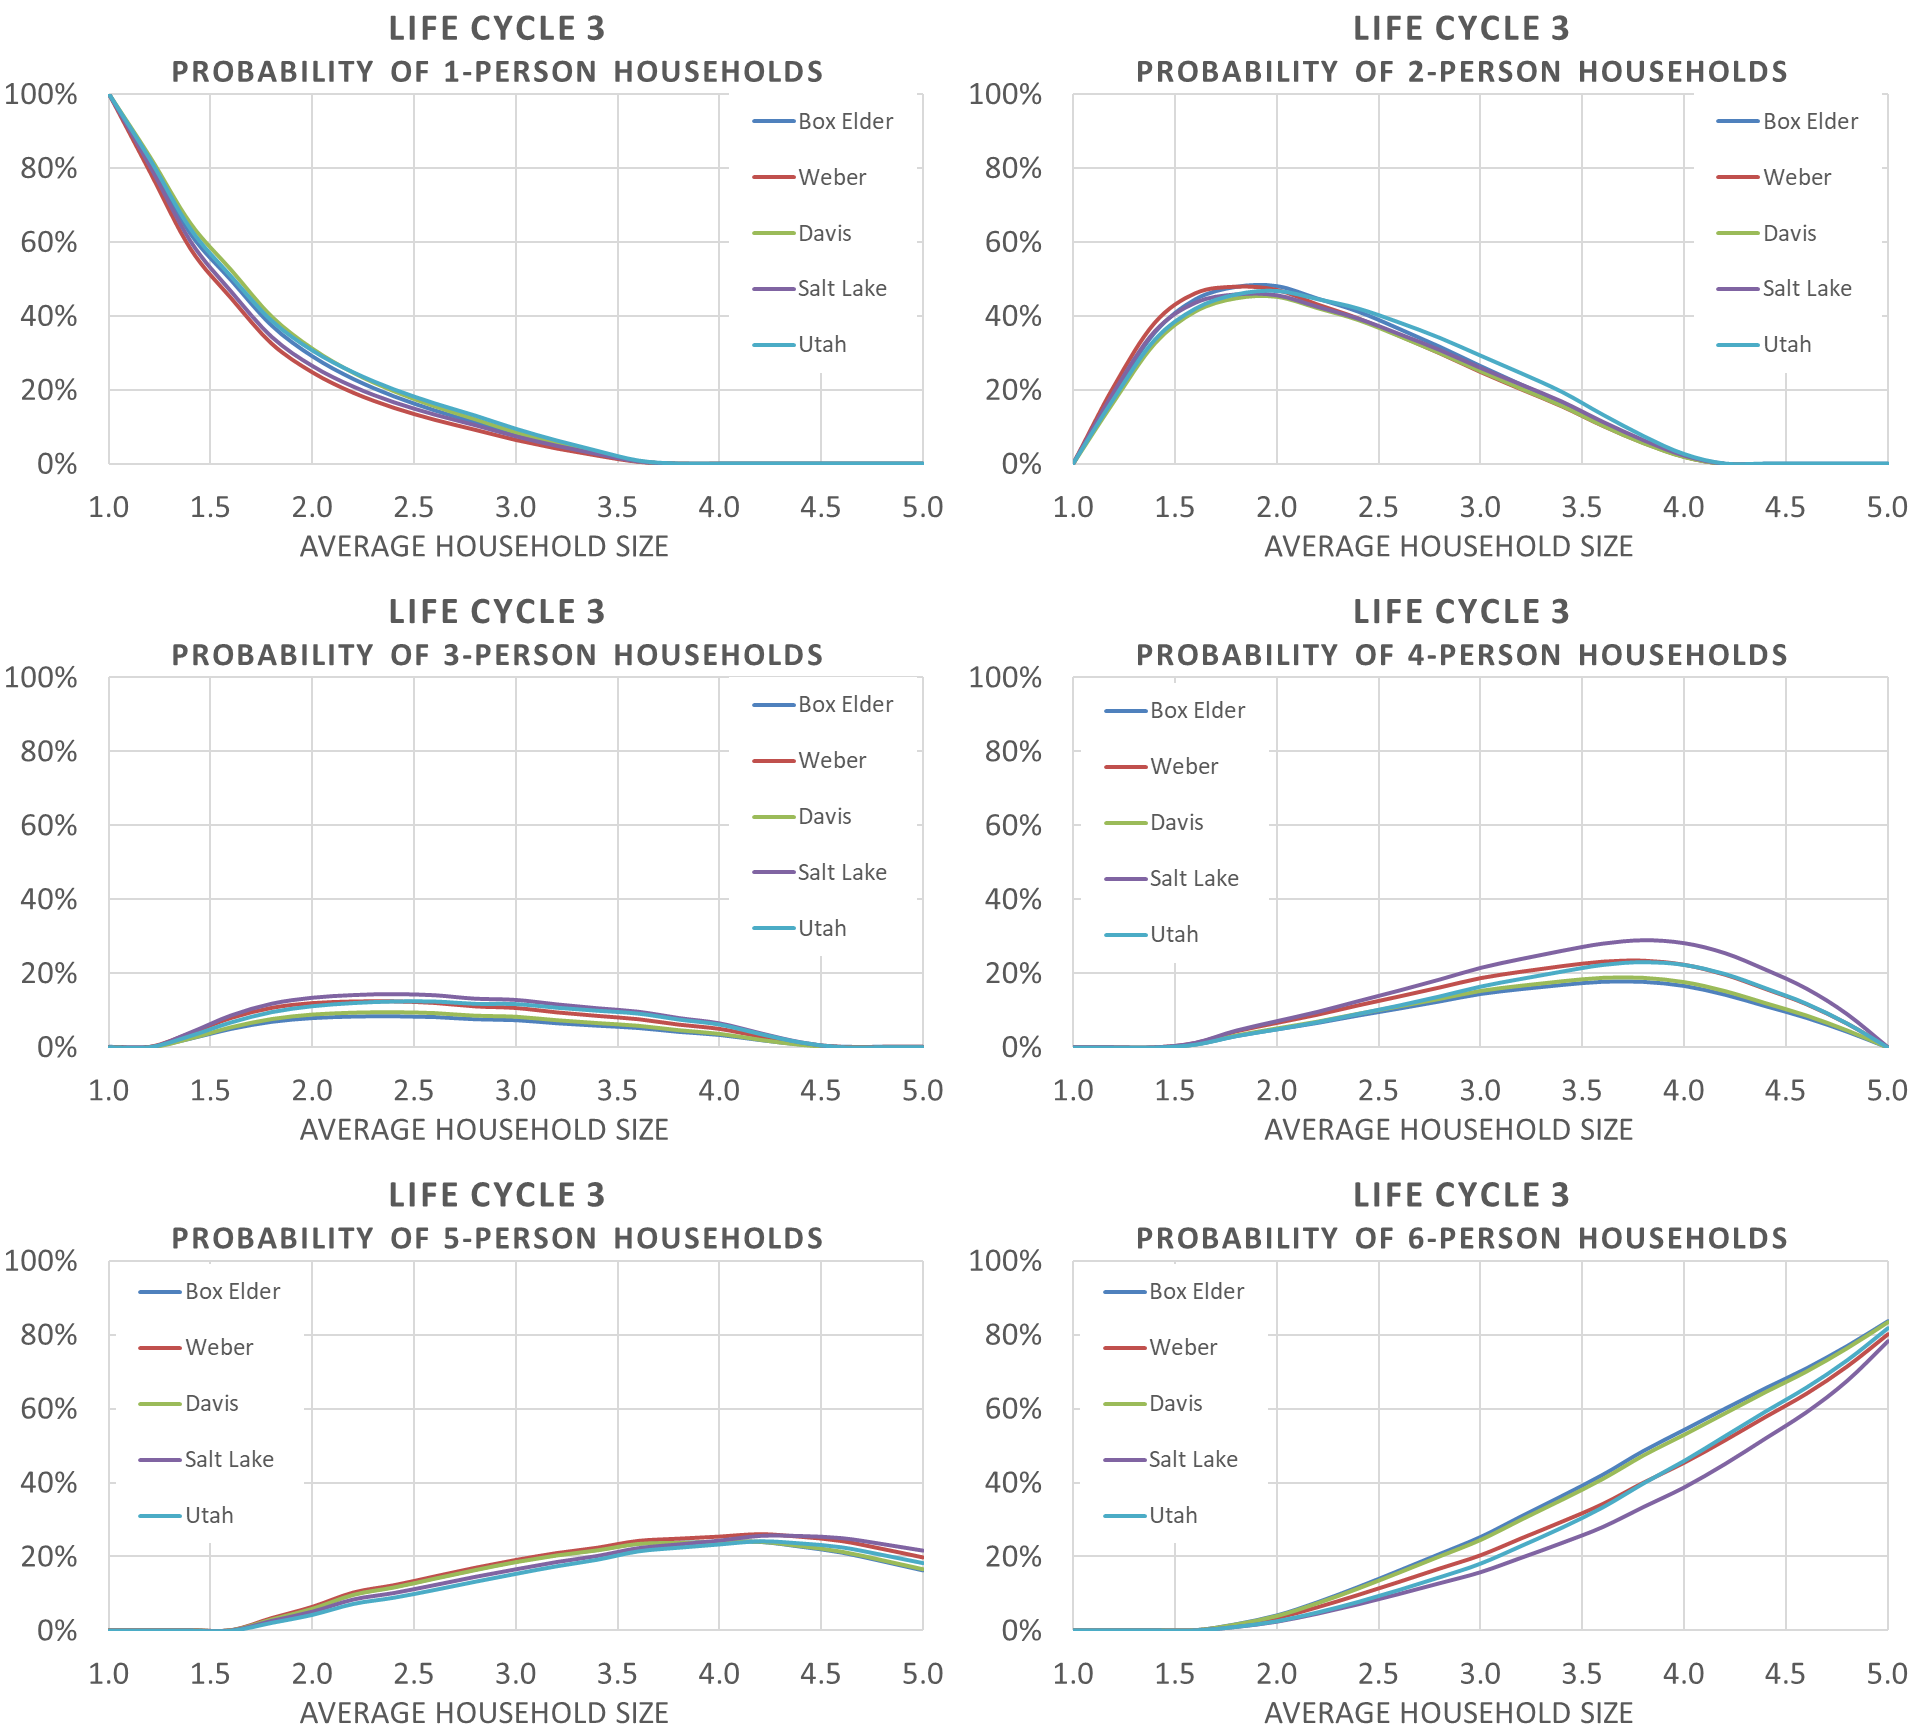 LIFE CYCLE 3
PROBABILITY OF 1-PERSON HOUSEHOLDS
100%
80%
60%
40%
20%
0%
Box Elder
Weber
Davis
Salt Lake
Utah
1.0 1.5 2.0 2.5 3.0 3.5 4.0 4.5 5.0
AVERAGE HOUSEHOLD SIZE
LIFE CYCLE 3
PROBABILITY OF 2-PERSON HOUSEHOLDS
100%
80%
60%
40%
20%
0%
Box Elder
Weber
Davis
Salt Lake
Utah
1.0 1.5 2.0 2.5 3.0 3.5 4.0 4.5 5.0
AVERAGE HOUSEHOLD SIZE
LIFE CYCLE 3
PROBABILITY OF 3-PERSON HOUSEHOLDS
100%
80%
60%
40%
20%
0%
Box Elder
Weber
Davis
Salt Lake
Utah
1.0 1.5 2.0 2.5 3.0 3.5 4.0 4.5 5.0
AVERAGE HOUSEHOLD SIZE
LIFE CYCLE 3
PROBABILITY OF 4-PERSON HOUSEHOLDS
100%
80%
60%
40%
20%
0%
Box Elder
Weber
Davis
Salt Lake
Utah
1.0 1.5 2.0 2.5 3.0 3.5 4.0 4.5 5.0
AVERAGE HOUSEHOLD SIZE
LIFE CYCLE 3
PROBABILITY OF 5-PERSON HOUSEHOLDS
100%
80%
60%
40%
20%
0%
Box Elder
Weber
Davis
Salt Lake
Utah
1.0 1.5 2.0 2.5 3.0 3.5 4.0 4.5 5.0
AVERAGE HOUSEHOLD SIZE
LIFE CYCLE 3
PROBABILITY OF 6-PERSON HOUSEHOLDS
100%
80%
60%
40%
20%
0%
Box Elder
Weber
Davis
Salt Lake
Utah
1.0 1.5 2.0 2.5 3.0 3.5 4.0 4.5 5.0
AVERAGE HOUSEHOLD SIZE